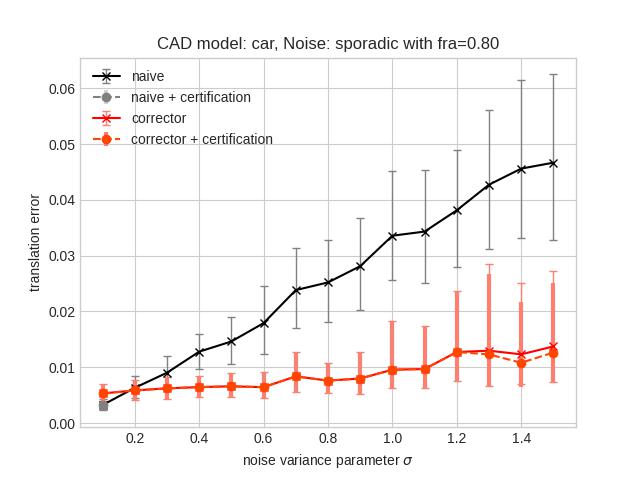 CAD model: car, Noise: sporadic with fra=0.80
naive
naive + certification
corrector
corrector + certification
translation error
0.06
0.05
0.04
0.03
0.02
0.01
0.00
0.2 0.4 0.6 0.8 1.0 1.2 1.4
noise variance parameter σ